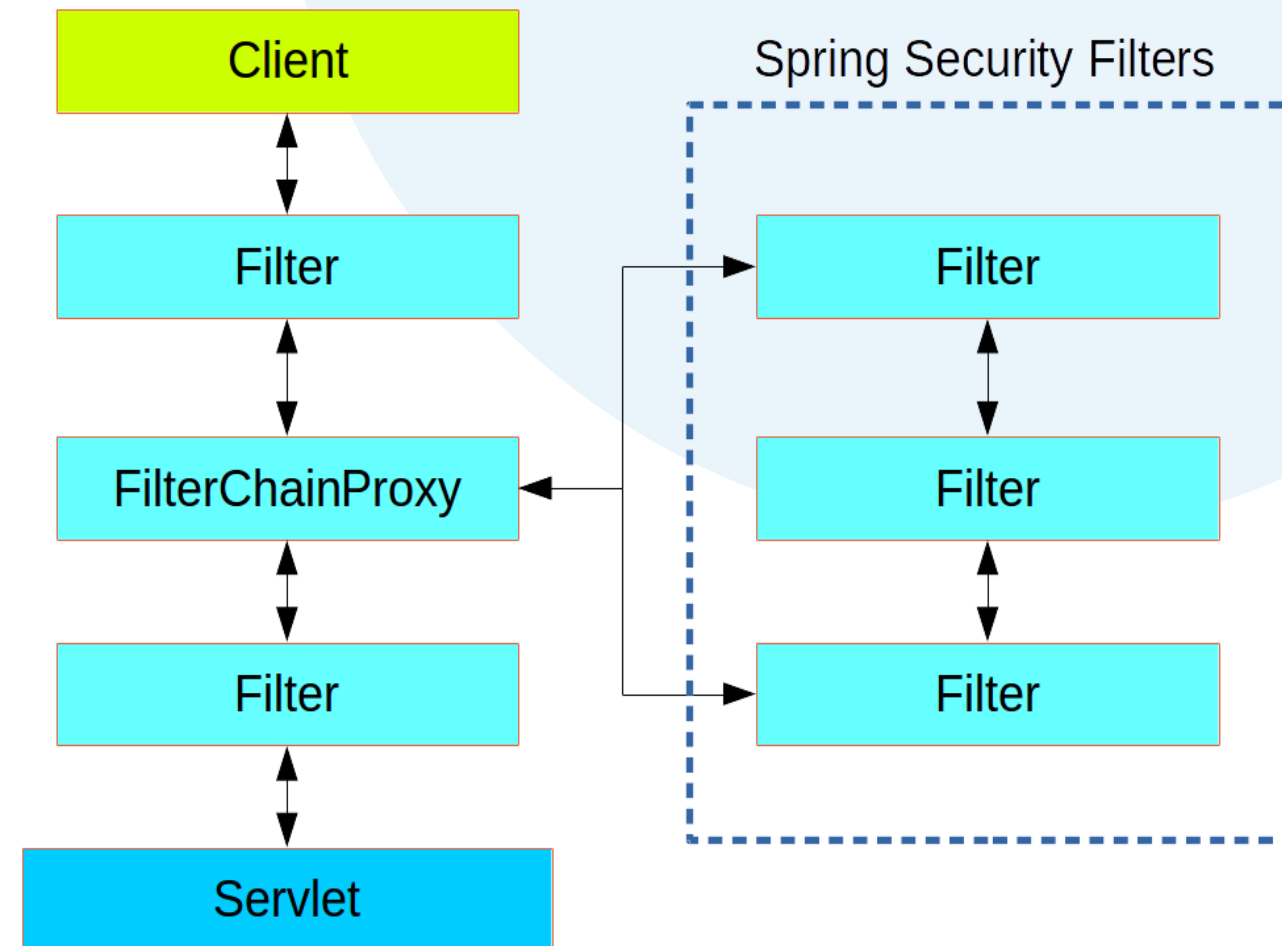 Client
Filter
FilterChainProxy
Filter
Servlet
Spring Security Filters
Filter
Filter
Filter